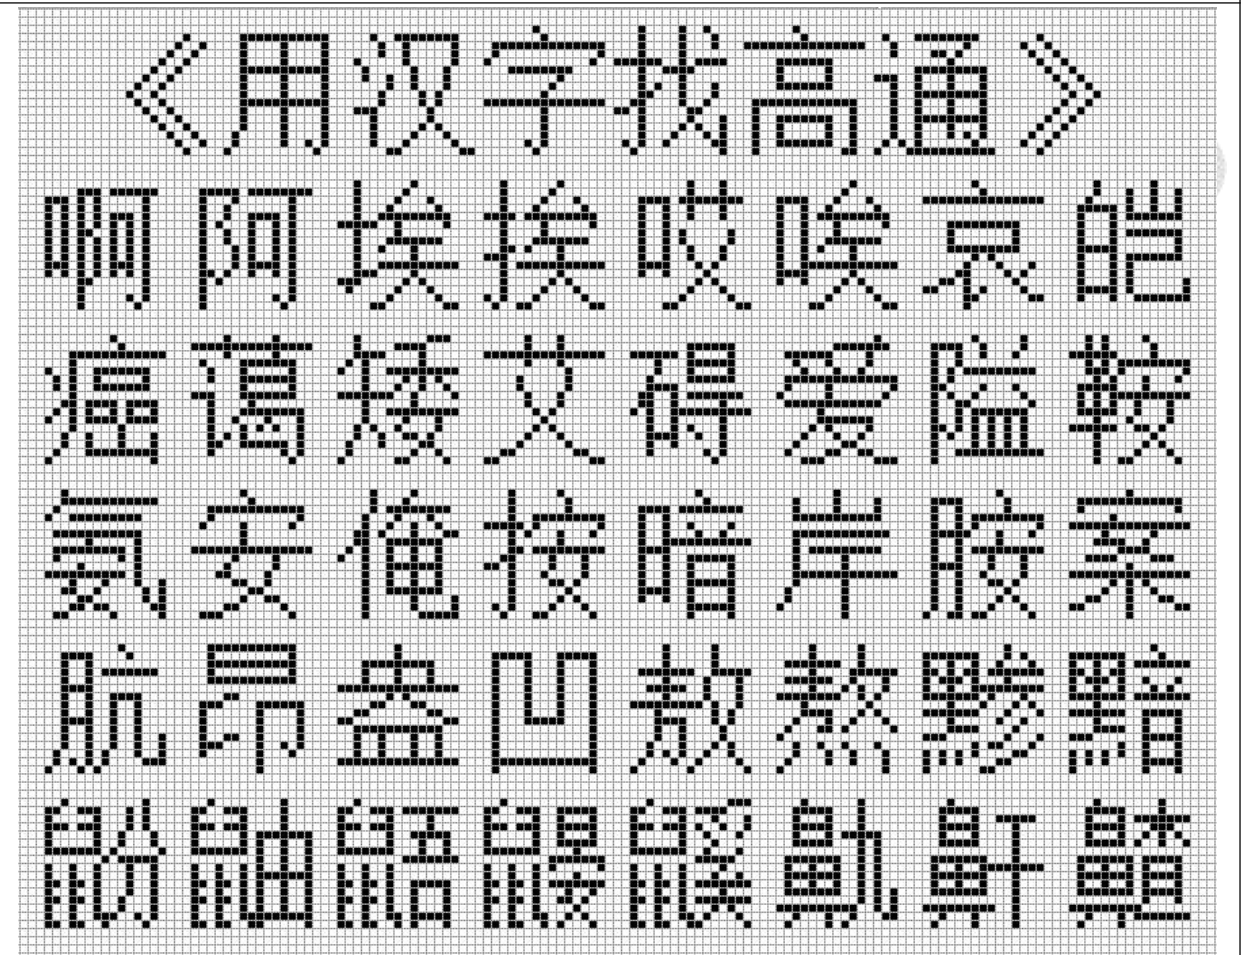 《用汉字找高通》
啊阿埃挨哎唉哀皑
癌蔼矮艾碍爱隘鞍
氨安俺按暗岸胺案
肮昂盎凹敖熬黪黯
鼢鼬鼯鼹鼷鼽鼾齄